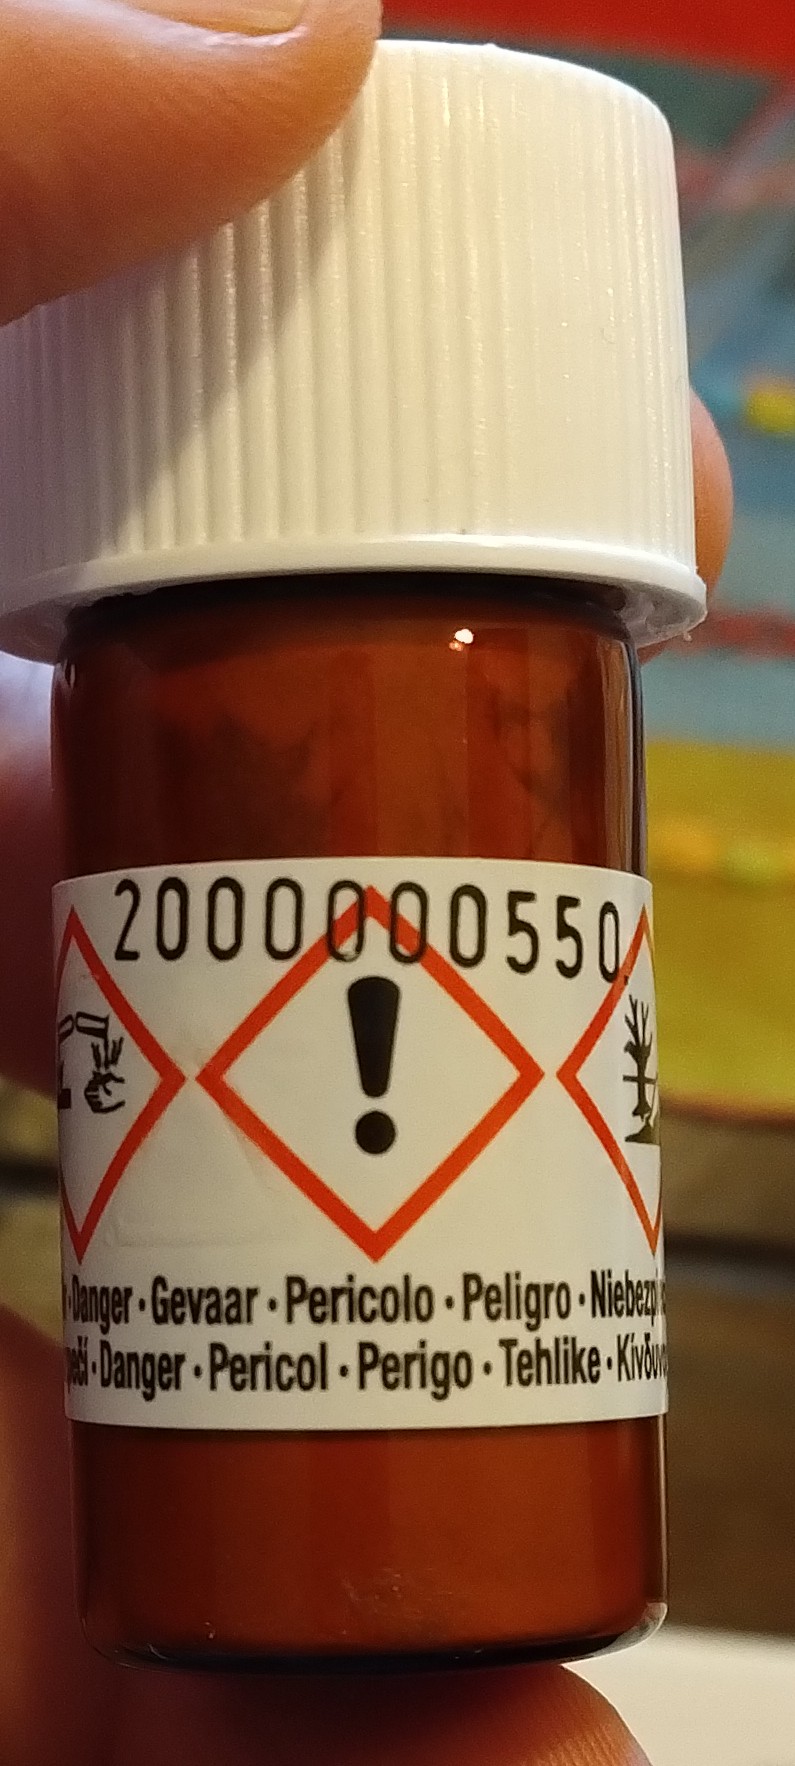 2000000550
Danger · Gevaar · Pericolo · Peligro ·
Danger · Pericol · Perigo · Tehlike ·